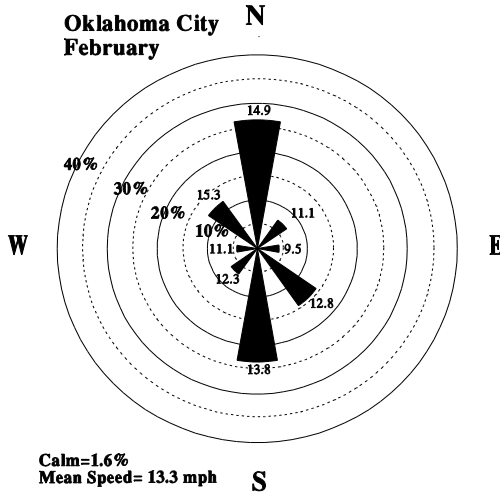 Oklahoma City
February
N
14.9
40%
30%
15.3
20%
11.1
10%
W
11.1
9.5
E
12.3
12.8
13.8
Calm=1.6%
Mean Speed= 13.3 mph
S